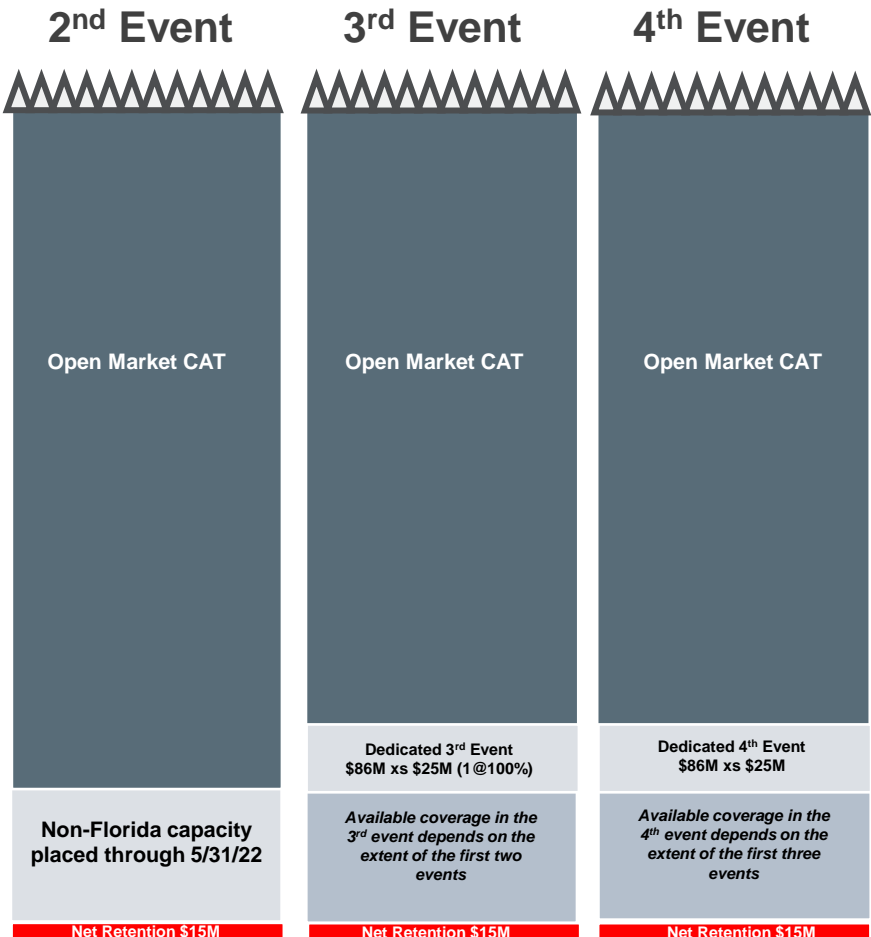 2nd Event
3rd Event
4th Event
Open Market CAT
Open Market CAT
Open Market CAT
Dedicated 3rd Event
$86M xs $25M (1@100%)
Dedicated 4th Event
$86M xs $25M
Non-Florida capacity
placed through 5/31/22
Available coverage in the
3rd event depends on the
extent of the first two
events
Available coverage in the
4th event depends on the
extent of the first three
events
Net Retention $15M
Net Retention $15M
Net Retention $15M